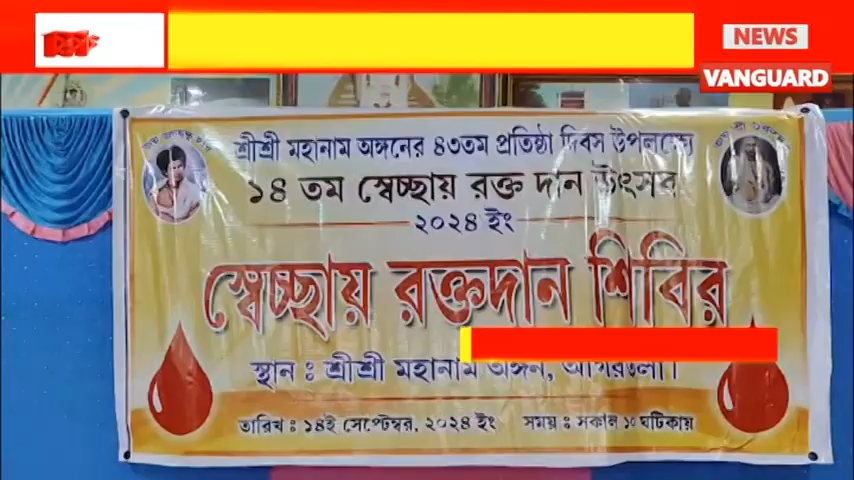 NEWS
VANGUARD
শ্রীশ্রী মহানাম অঙ্গনের ৪৩তম প্রতিষ্ঠা দিবস উপলক্ষ্যে
১৪ তম স্বেচ্ছায় রক্ত দান উৎসব
২০২৪ ইং
স্বেচ্ছায় রক্তদান শিবির
স্থান : শ্রীশ্রী মহানাম অঙ্গন, আগরতলা।
তারিখ : ১৪ই সেপ্টেম্বর, ২০২৪ ইং সময় : সকাল ১০ ঘটিকায়